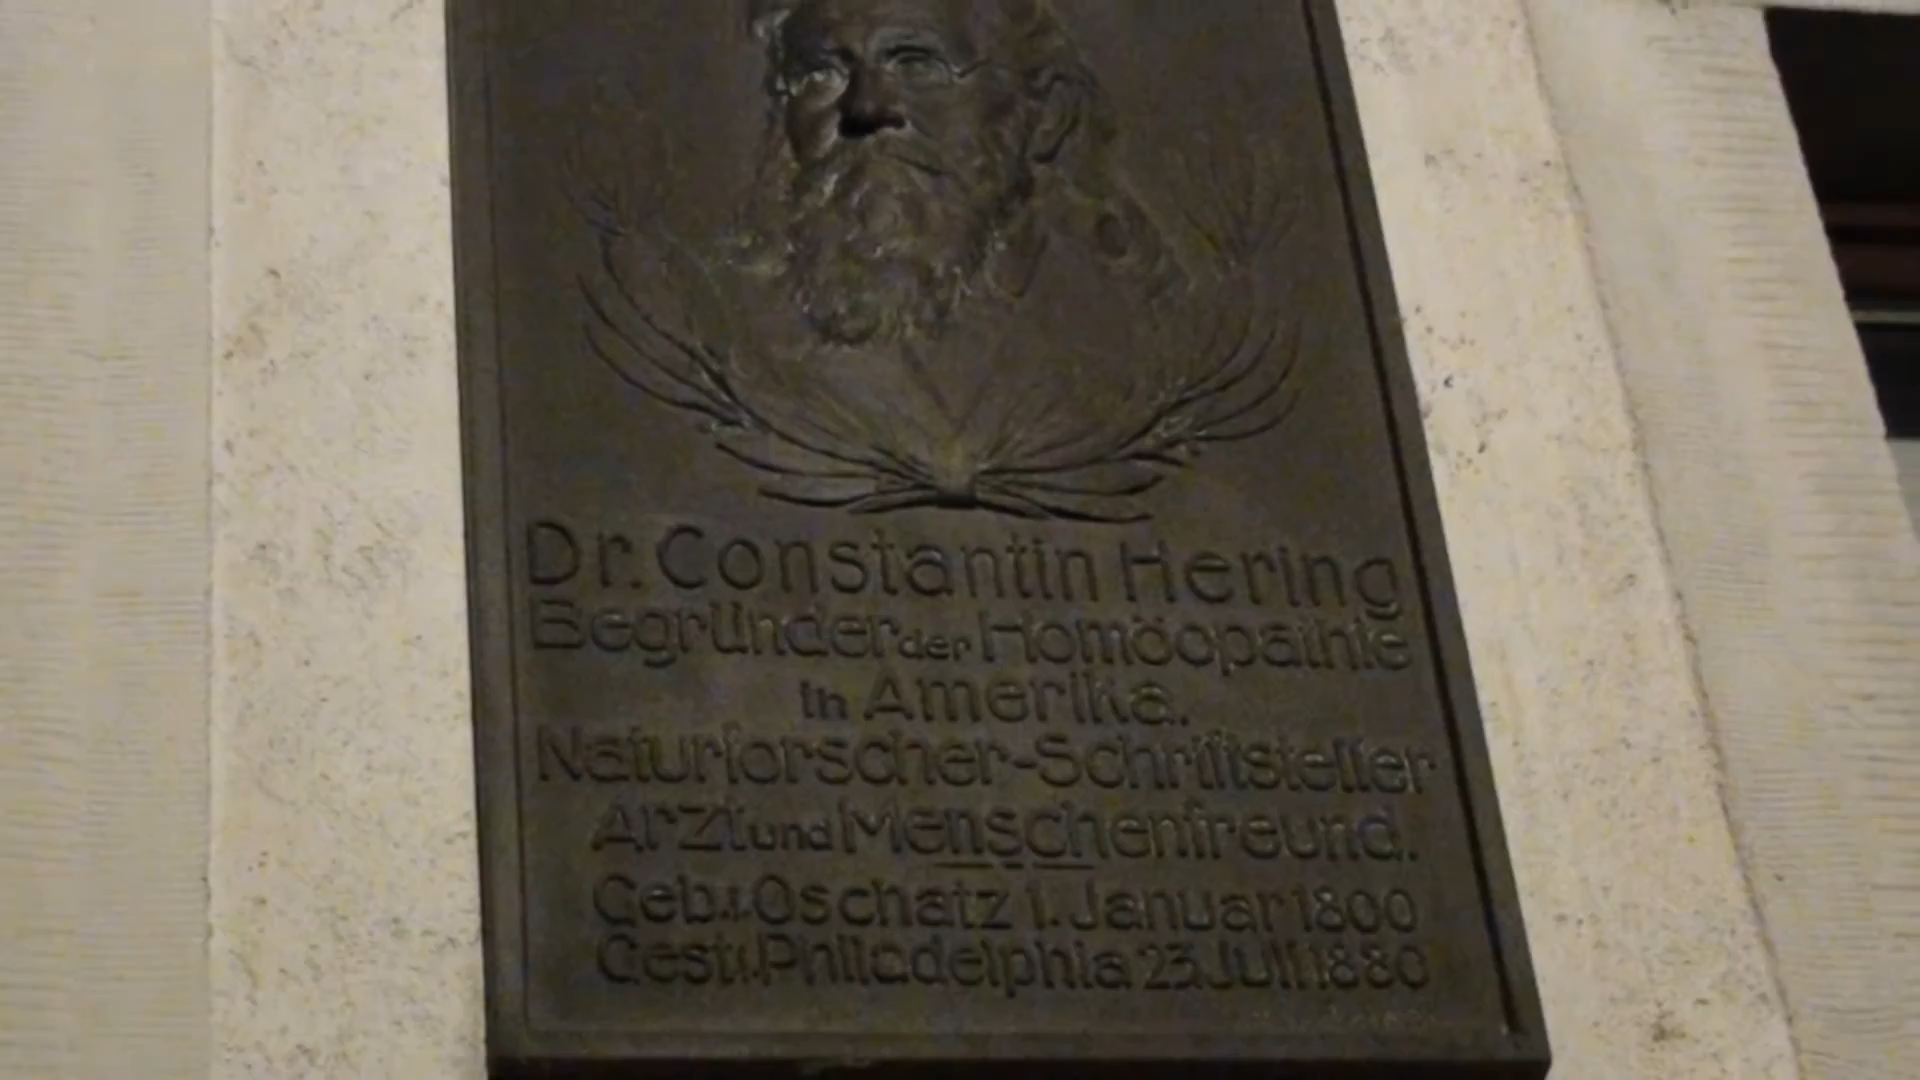 Dr. Constantin Hering
Begründer der Homöopathie
in Amerika.
Naturforscher-Schriftsteller
Arzt und Menschenfreund.
Geb. i. Oschatz 1. Januar 1800
Gest. i. Philadelphia 23. Juli 1880